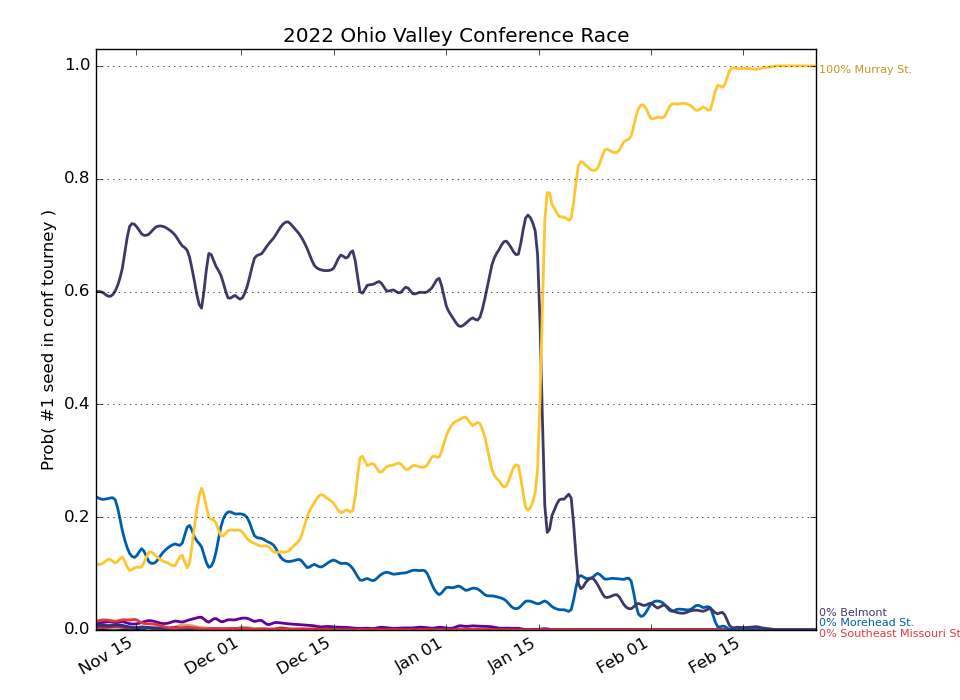 2022 Ohio Valley Conference Race
Prob( #1 seed in conf tourney )
1.0
0.8
0.6
0.4
0.2
0.0
Nov 15
Dec 01
Dec 15
Jan 01
Jan 15
Feb 01
Feb 15
100% Murray St.
0% Belmont
0% Morehead St.
0% Southeast Missouri St